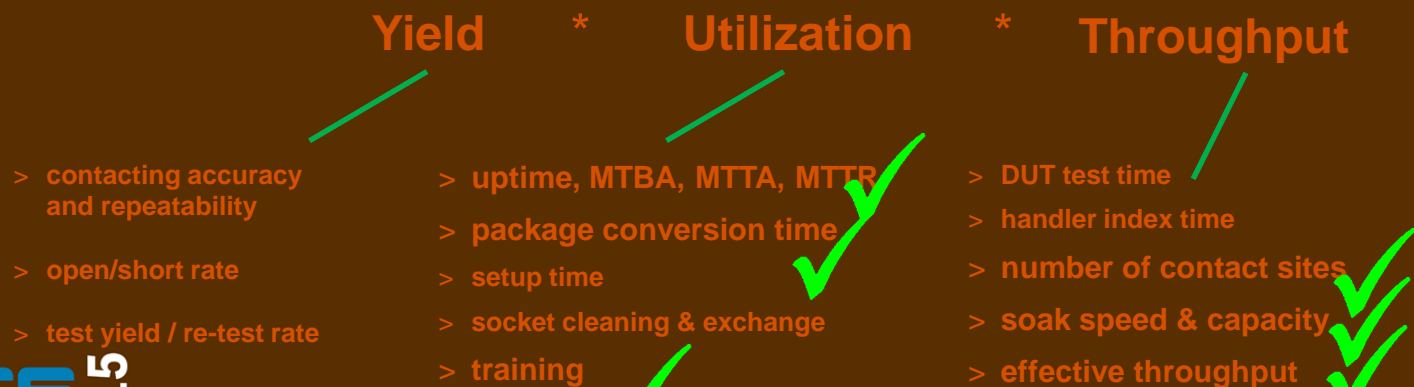 Yield * Utilization * Throughput
> contacting accuracy
and repeatability
> open/short rate
> test yield / re-test rate
> uptime, MTBA, MTTA, MTTR
> package conversion time
> setup time
> socket cleaning & exchange
> training
> DUT test time
> handler index time
> number of contact sites
> soak speed & capacity
> effective throughput